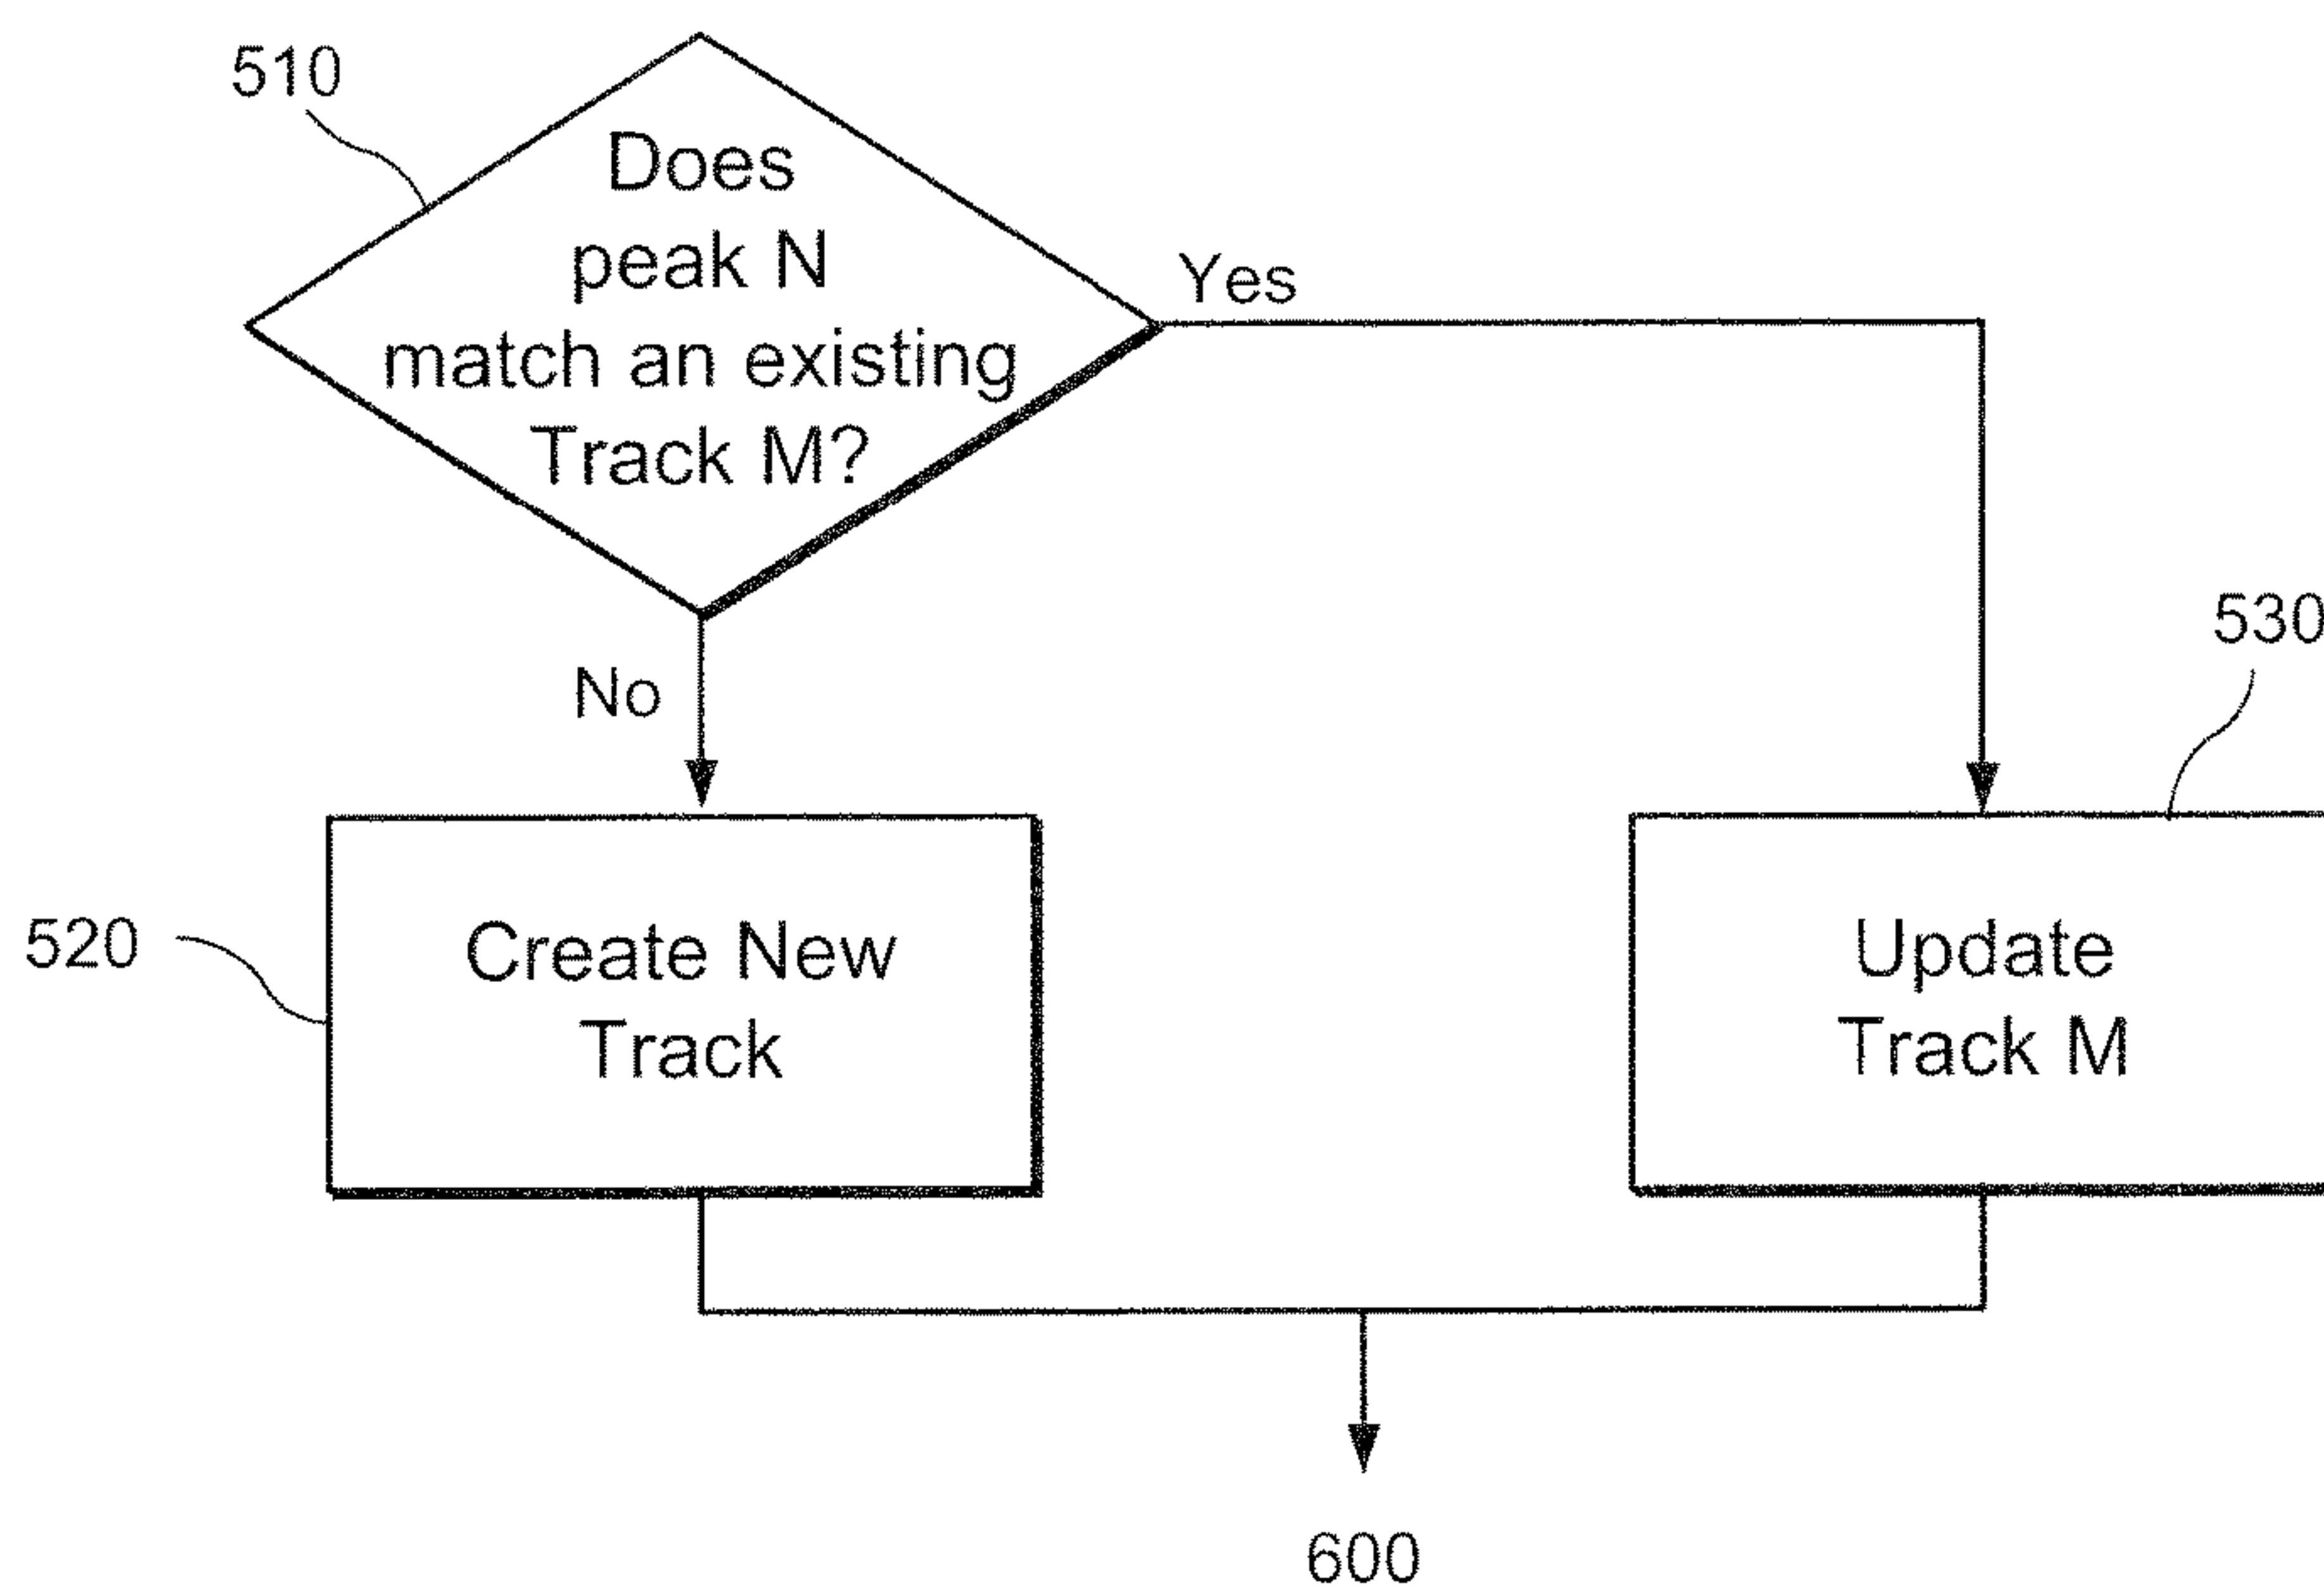 510
Does
peak N
match an existing
Track M?
Yes
No
530
520
Create New
Track
Update
Track M
600